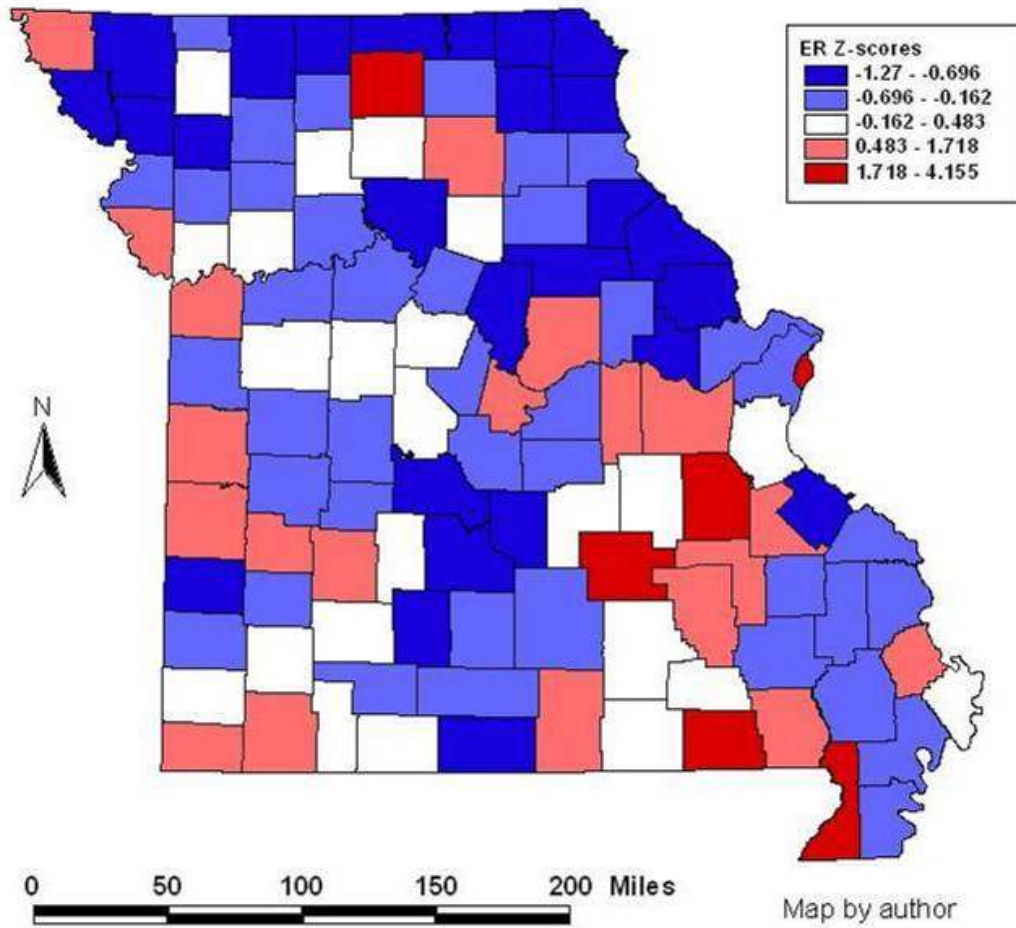 ER Z-scores
-1.27 - -0.696
-0.696 - -0.162
-0.162 - 0.483
0.483 - 1.718
1.718 - 4.155
N
0 50 100 150 200 Miles
Map by author